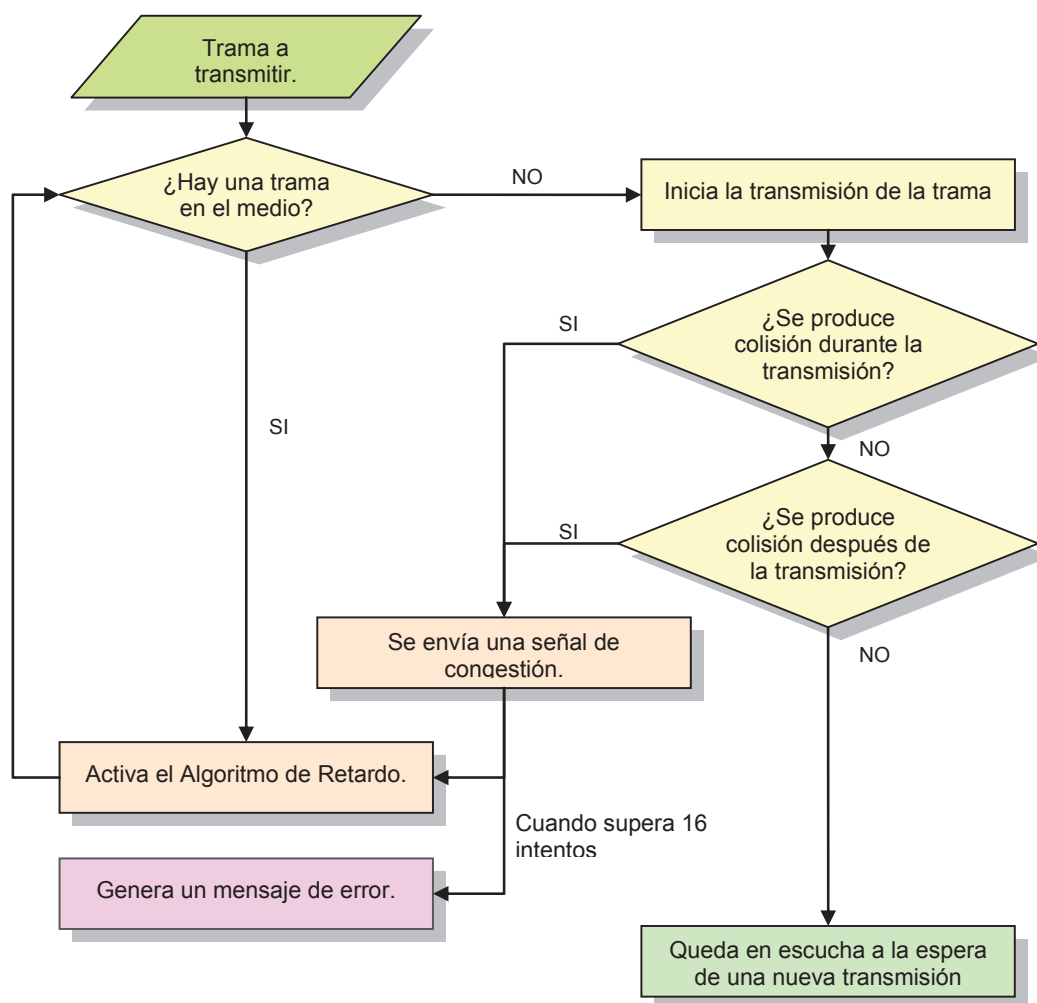 Trama a
transmitir.
¿Hay una trama
en el medio?
NO
Inicia la transmisión de la trama
SI
¿Se produce
colisión durante la
transmisión?
SI
NO
¿Se produce
colisión después de
la transmisión?
SI
NO
Se envía una señal de
congestión.
Activa el Algoritmo de Retardo.
Cuando supera 16
intentos
Genera un mensaje de error.
Queda en escucha a la espera
de una nueva transmisión